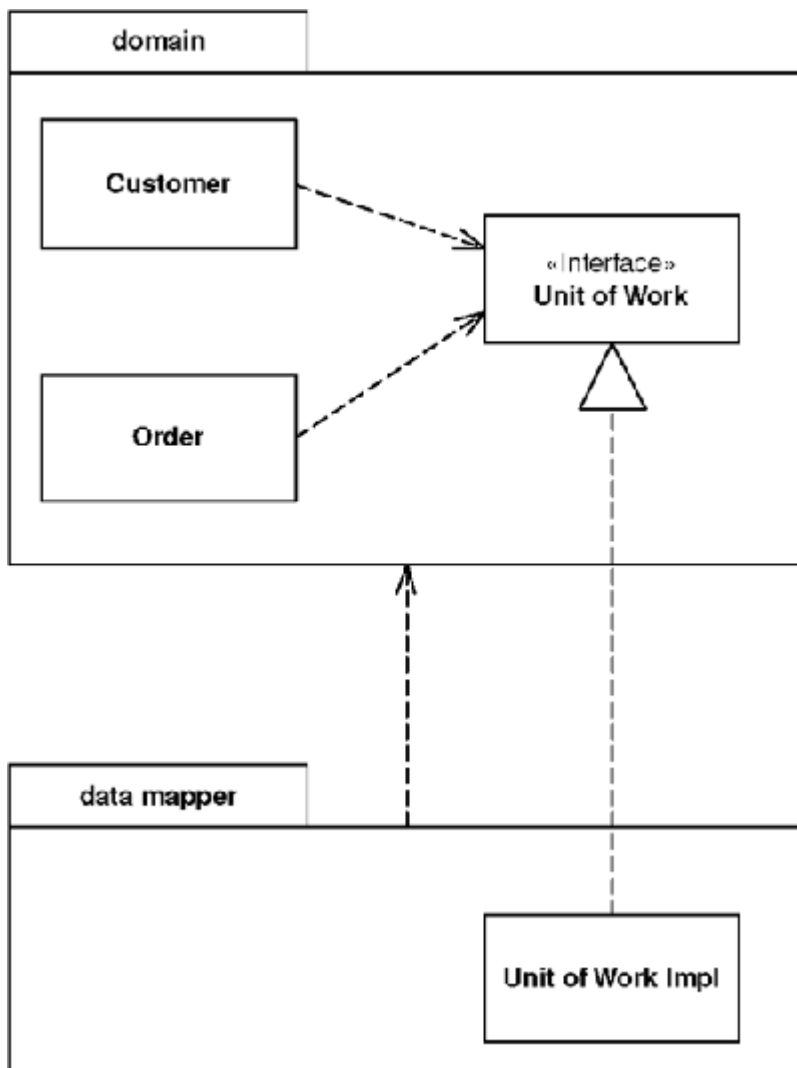 domain
Customer
«Interface»
Unit of Work
Order
data mapper
Unit of Work Impl